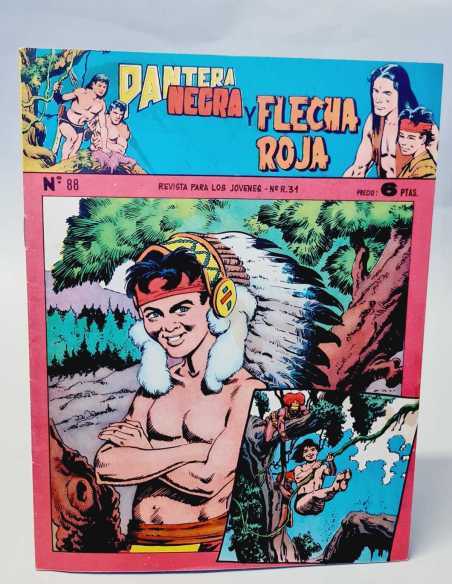 PANTERA
NEGRA Y FLECHA
ROJA
Nº 88
REVISTA PARA LOS JOVENES - Nº R.31
PRECIO: 6 PTAS.